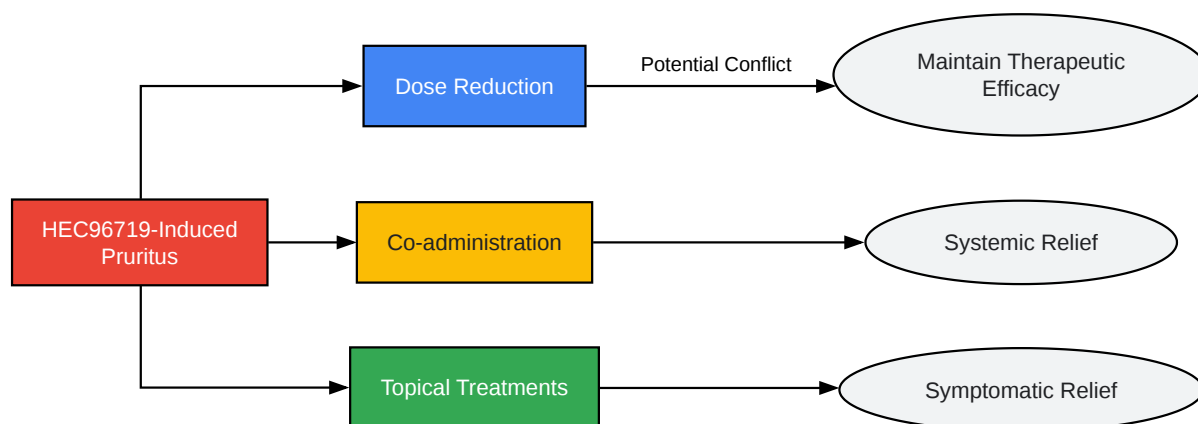 Dose Reduction
Potential Conflict
Maintain Therapeutic
Efficacy
HEC96719-Induced
Pruritus
Co-administration
Systemic Relief
Topical Treatments
Symptomatic Relief